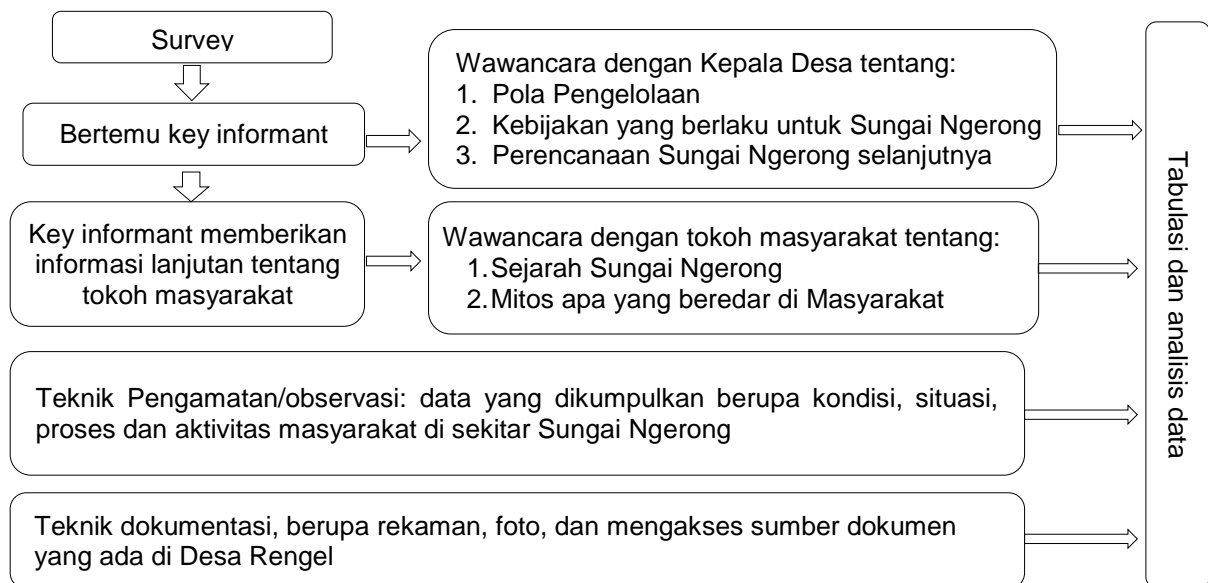 Survey
Bertemu key informant
Key informant memberikan
informasi lanjutan tentang
tokoh masyarakat
Wawancara dengan Kepala Desa tentang:
1. Pola Pengelolaan
2. Kebijakan yang berlaku untuk Sungai Ngerong
3. Perencanaan Sungai Ngerong selanjutnya
Wawancara dengan tokoh masyarakat tentang:
1.Sejarah Sungai Ngerong
2.Mitos apa yang beredar di Masyarakat
Teknik Pengamatan/observasi: data yang dikumpulkan berupa kondisi, situasi,
proses dan aktivitas masyarakat di sekitar Sungai Ngerong
Teknik dokumentasi, berupa rekaman, foto, dan mengakses sumber dokumen
yang ada di Desa Rengel
Tabulasi dan analisis data